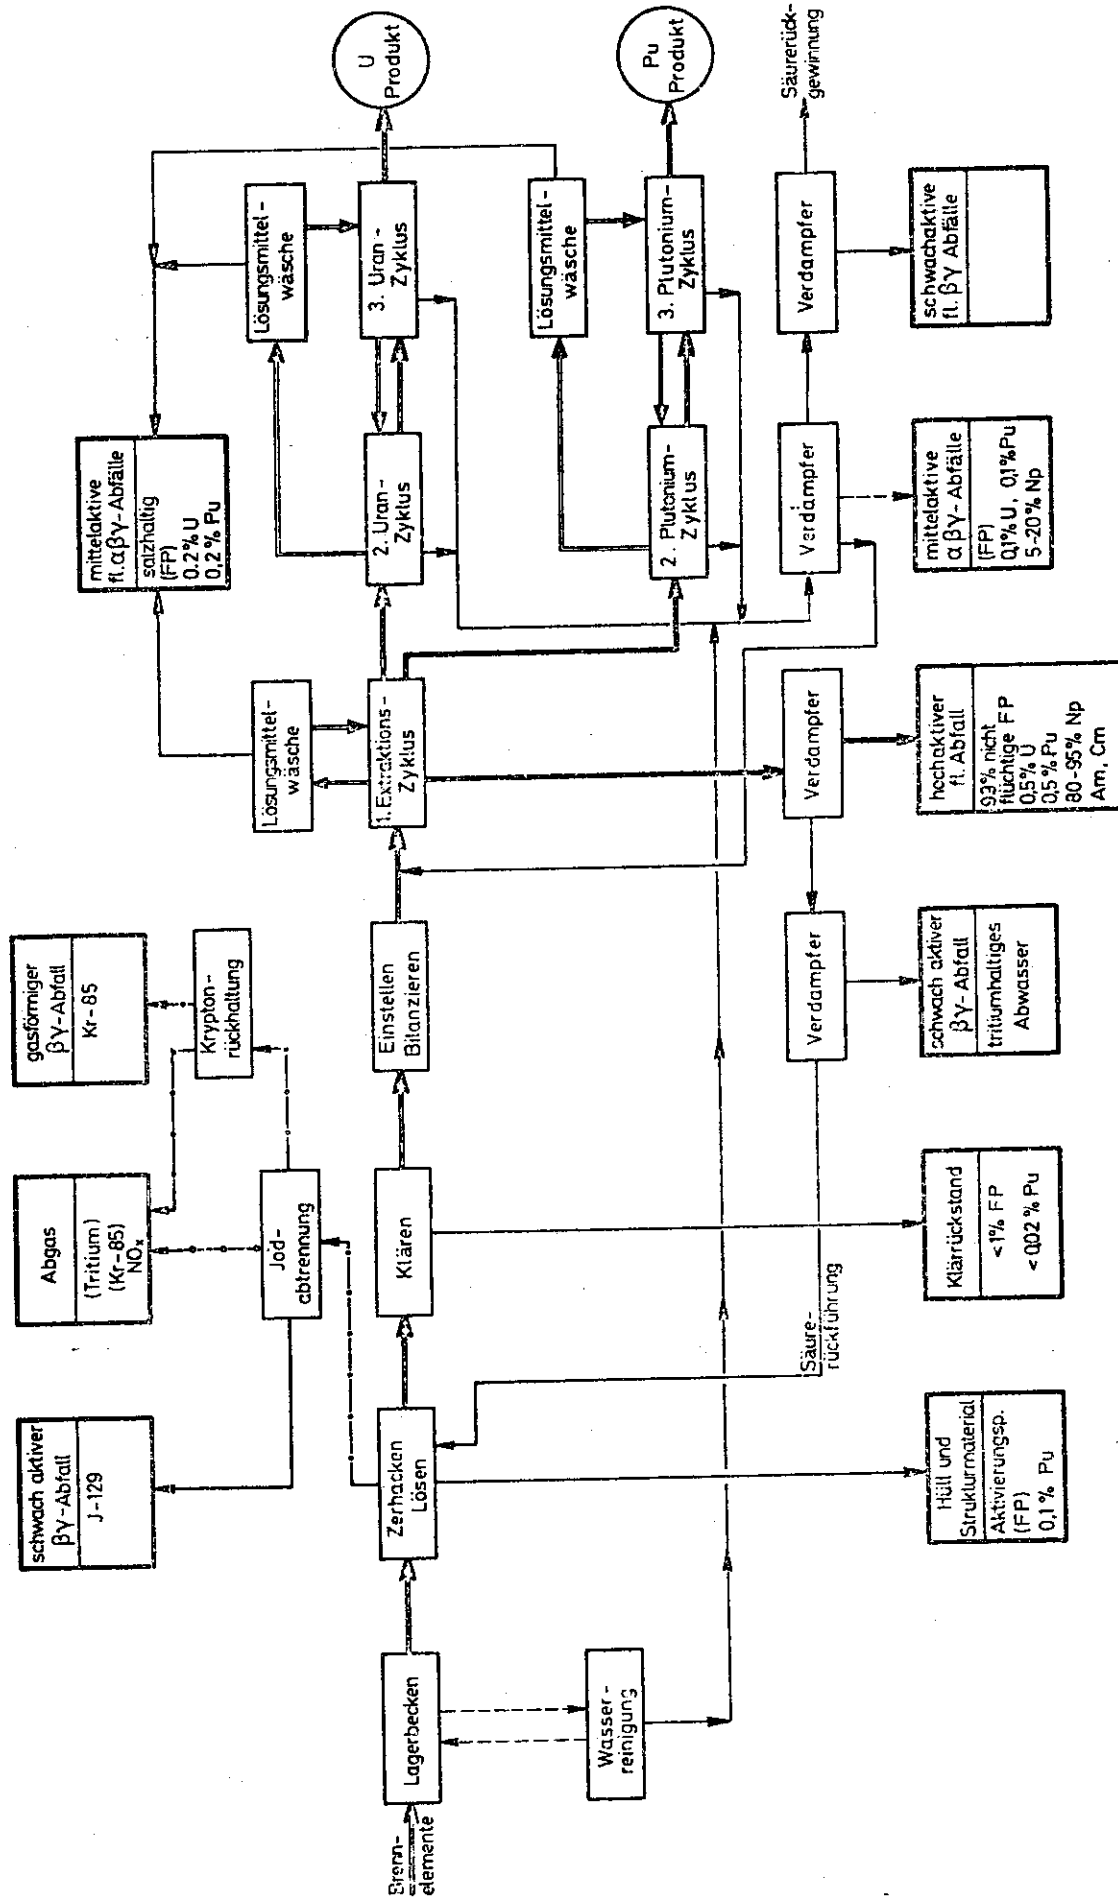 schwach aktiver
βγ-Abfall
J-129
Abgas
(Tritium)
(Kr-85)
NOₓ
gasförmiger
βγ-Abfall
Kr-85
mittelaktive
fl.αβγ-Abfälle
salzhaltig
(FP)
0.2%U
0,2% Pu
Jod-
abtrennung
Krypton-
rückhaltung
Lösungsmittel-
wäsche
Lösungsmittel-
wäsche
Brenn-
elemente
Lagerbecken
Zerhacken
Lösen
Klären
Einstellen
Bilanzieren
1.Extraktions-
Zyklus
2. Uran-
Zyklus
3. Uran-
Zyklus
U
Produkt
Lösungsmittel-
wäsche
Wasser-
reinigung
2. Plutonium-
Zyklus
3. Plutonium-
Zyklus
Pu
Produkt
Säure-
rückführung
Verdampfer
Verdampfer
Verdampfer
Verdampfer
Säurerück-
gewinnung
Hüll und
Strukturmaterial
Aktivierungsp.
(FP)
0,1% Pu
Klärrückstand
<1% FP
<0,02% Pu
schwach aktiver
βγ-Abfall
tritiumhaltiges
Abwasser
hochaktiver
fl. Abfall
99% nicht
flüchtige FP
0,5% U
0,5% Pu
80-95% Np
Am, Cm
mittelaktive
αβγ-Abfälle
(FP)
0,1% U, 0,1%Pu
5-20% Np
schwachaktive
fl. βγ Abfälle